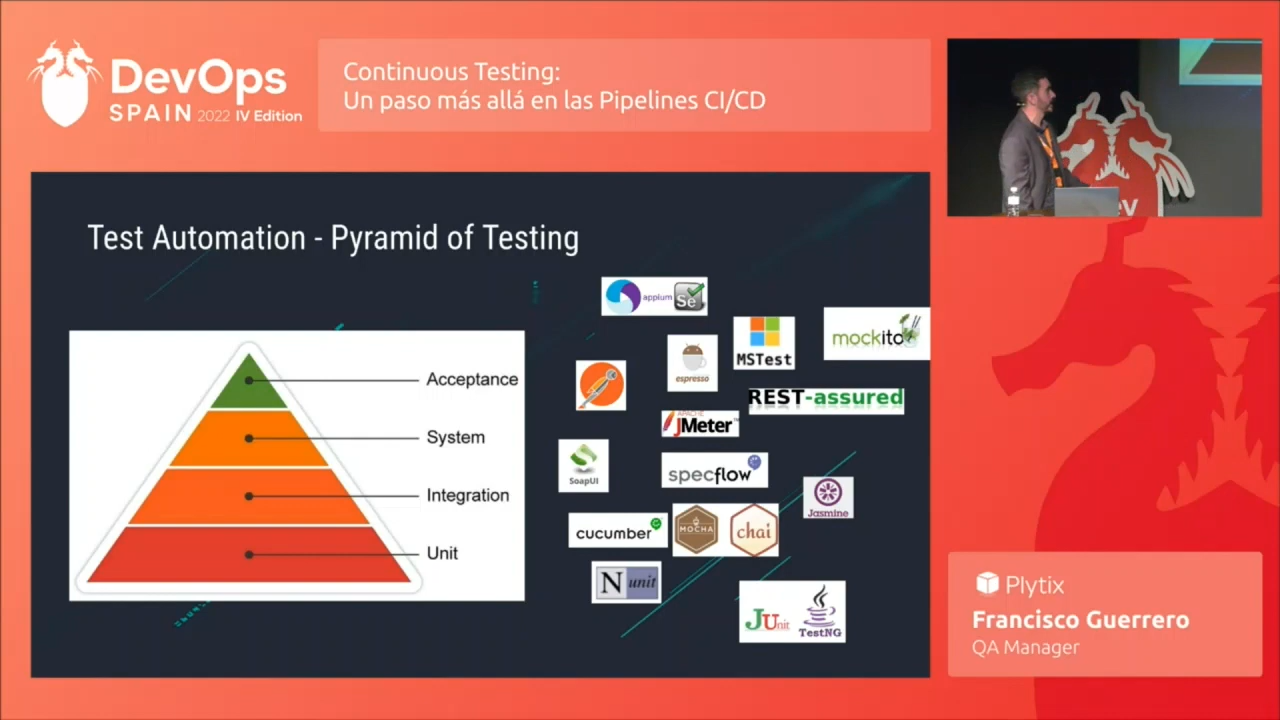 DevOps
SPAIN 2022 IV Edition
Continuous Testing:
Un paso más allá en las Pipelines CI/CD
Test Automation - Pyramid of Testing
Acceptance
System
Integration
Unit
appium Se
MSTest
mockito
espresso
REST-assured
APACHE
JMeter™
SoapUI
specflow
Jasmine
cucumber
MOCHA
chai
N unit
JUnit
TestNG
Plytix
Francisco Guerrero
QA Manager